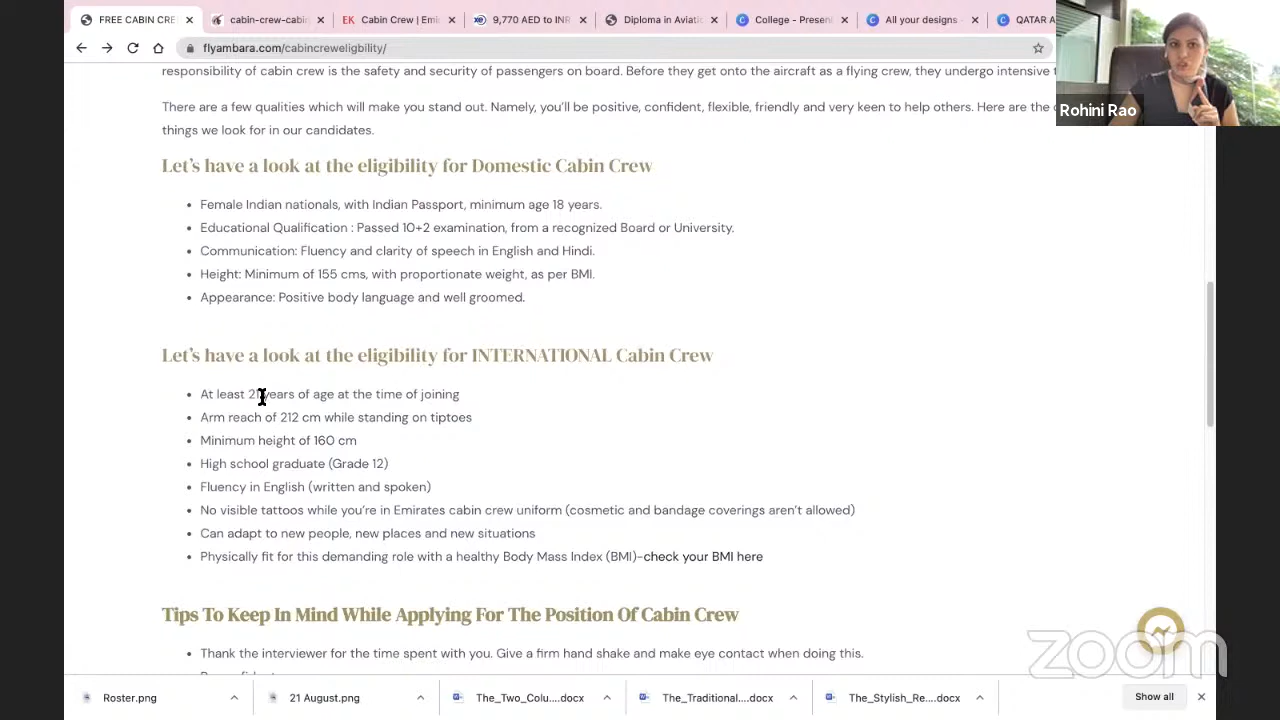 FREE CABIN CRE
cabin-crew-cabi
EK Cabin Crew | Emi
9,770 AED to INR
Diploma in Aviatic
College - Presen
All your designs -
QATAR A
flyambara.com/cabincreweligbility/
Rohini Rao
responsibility of cabin crew is the safety and security of passengers on board. Before they get onto the aircraft as a flying crew, they undergo intensive t
There are a few qualities which will make you stand out. Namely, you'll be positive, confident, flexible, friendly and very keen to help others. Here are the
things we look for in our candidates.
Let's have a look at the eligibility for Domestic Cabin Crew
• Female Indian nationals, with Indian Passport, minimum age 18 years.
• Educational Qualification : Passed 10+2 examination, from a recognized Board or University.
• Communication: Fluency and clarity of speech in English and Hindi.
• Height: Minimum of 155 cms, with proportionate weight, as per BMI.
• Appearance: Positive body language and well groomed.
Let's have a look at the eligibility for INTERNATIONAL Cabin Crew
• At least 21 years of age at the time of joining
• Arm reach of 212 cm while standing on tiptoes
• Minimum height of 160 cm
• High school graduate (Grade 12)
• Fluency in English (written and spoken)
• No visible tattoos while you're in Emirates cabin crew uniform (cosmetic and bandage coverings aren't allowed)
• Can adapt to new people, new places and new situations
• Physically fit for this demanding role with a healthy Body Mass Index (BMI)-check your BMI here
Tips To Keep In Mind While Applying For The Position Of Cabin Crew
• Thank the interviewer for the time spent with you. Give a firm hand shake and make eye contact when doing this.
zoom
Roster.png
21 August.png
The_Two_Colu....docx
The_Traditional....docx
The_Stylish_Re....docx
Show all